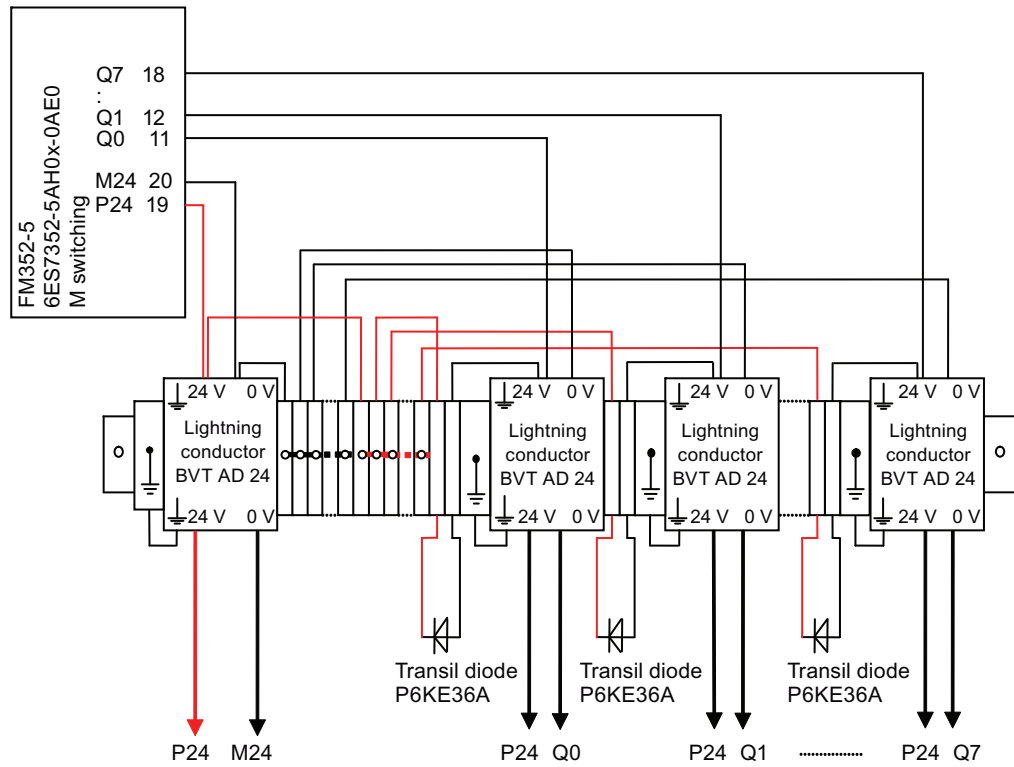 FM352-5
6ES7352-5AH0x-0AE0
M switching
Q7 18
Q1 12
Q0 11
M24 20
P24 19
24 V 0 V
Lightning
conductor
BVT AD 24
24 V 0 V
24 V 0 V
Lightning
conductor
BVT AD 24
24 V 0 V
24 V 0 V
Lightning
conductor
BVT AD 24
24 V 0 V
24 V 0 V
Lightning
conductor
BVT AD 24
24 V 0 V
Transil diode
P6KE36A
Transil diode
P6KE36A
Transil diode
P6KE36A
P24 M24
P24 Q0
P24 Q1
P24 Q7